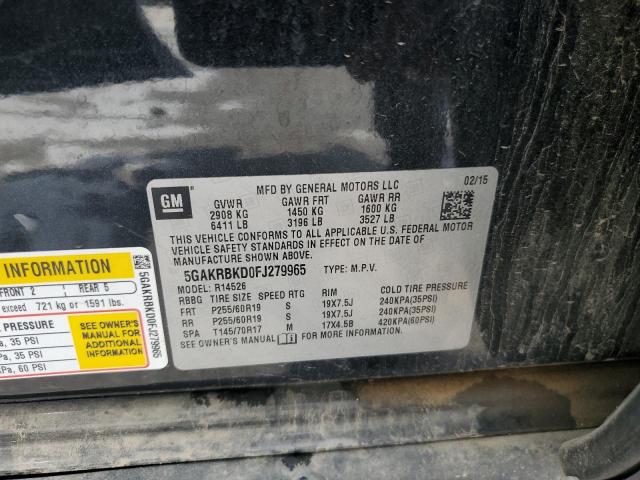 GM
MFD BY GENERAL MOTORS LLC 02/15
GVWR GAWR FRT GAWR RR
2908 KG 1450 KG 1600 KG
6411 LB 3196 LB 3527 LB
THIS VEHICLE CONFORMS TO ALL APPLICABLE U.S. FEDERAL MOTOR
VEHICLE SAFETY STANDARDS IN EFFECT ON THE DATE OF
MANUFACTURE SHOWN ABOVE.
5GAKRBKD0FJ279965 TYPE: M.P.V.
MODEL: R14526
RBBG TIRE SIZE SPEED RTG RIM COLD TIRE PRESSURE
FRT P255/60R19 S 19X7.5J 240KPA(35PSI)
RR P255/60R19 S 19X7.5J 240KPA(35PSI)
SPA T145/70R17 M 17X4.5B 420KPA(60PSI)
SEE OWNER'S MANUAL FOR MORE INFORMATION.
INFORMATION
FRONT 2 REAR 5
exceed 721 kg or 1591 lbs.
PRESSURE
35 PSI
35 PSI
kPa, 60 PSI
SEE OWNER'S
MANUAL FOR
ADDITIONAL
INFORMATION
5GAKRBKD0FJ279965